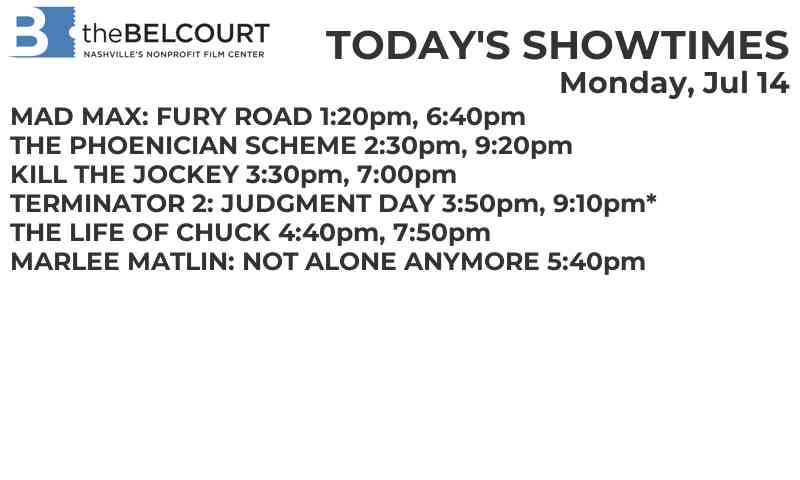 B theBELCOURT
NASHVILLE'S NONPROFIT FILM CENTER
TODAY'S SHOWTIMES
Monday, Jul 14
MAD MAX: FURY ROAD 1:20pm, 6:40pm
THE PHOENICIAN SCHEME 2:30pm, 9:20pm
KILL THE JOCKEY 3:30pm, 7:00pm
TERMINATOR 2: JUDGMENT DAY 3:50pm, 9:10pm*
THE LIFE OF CHUCK 4:40pm, 7:50pm
MARLEE MATLIN: NOT ALONE ANYMORE 5:40pm